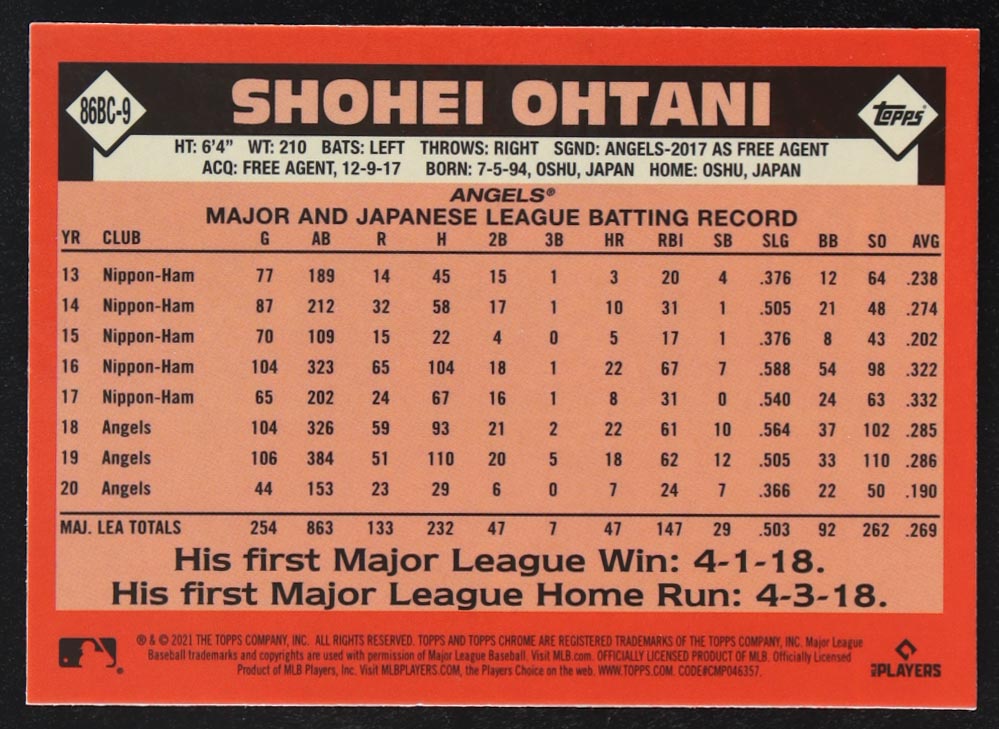 86BC-9 SHOHEI OHTANI Topps
HT: 6'4" WT: 210 BATS: LEFT THROWS: RIGHT SGND: ANGELS-2017 AS FREE AGENT
ACQ: FREE AGENT, 12-9-17 BORN: 7-5-94, OSHU, JAPAN HOME: OSHU, JAPAN
ANGELS®
MAJOR AND JAPANESE LEAGUE BATTING RECORD
YR CLUB G AB R H 2B 3B HR RBI SB SLG BB SO AVG
13 Nippon-Ham 77 189 14 45 15 1 3 20 4 .376 12 64 .238
14 Nippon-Ham 87 212 32 58 17 1 10 31 1 .505 21 48 .274
15 Nippon-Ham 70 109 15 22 4 0 5 17 1 .376 8 43 .202
16 Nippon-Ham 104 323 65 104 18 1 22 67 7 .588 54 98 .322
17 Nippon-Ham 65 202 24 67 16 1 8 31 0 .540 24 63 .332
18 Angels 104 326 59 93 21 2 22 61 10 .564 37 102 .285
19 Angels 106 384 51 110 20 5 18 62 12 .505 33 110 .286
20 Angels 44 153 23 29 6 0 7 24 7 .366 22 50 .190
MAJ. LEA TOTALS 254 863 133 232 47 7 47 147 29 .503 92 262 .269
His first Major League Win: 4-1-18.
His first Major League Home Run: 4-3-18.
® & © 2021 THE TOPPS COMPANY, INC. ALL RIGHTS RESERVED. TOPPS AND TOPPS CHROME ARE REGISTERED TRADEMARKS OF THE TOPPS COMPANY, INC. Major League
Baseball trademarks and copyrights are used with permission of Major League Baseball. Visit MLB.com. OFFICIALLY LICENSED PRODUCT OF MLB. Officially Licensed
Product of MLB Players, Inc. Visit MLBPLAYERS.COM, the Players Choice on the web. WWW.TOPPS.COM. CODE#CMP046357.
MLB PLAYERS